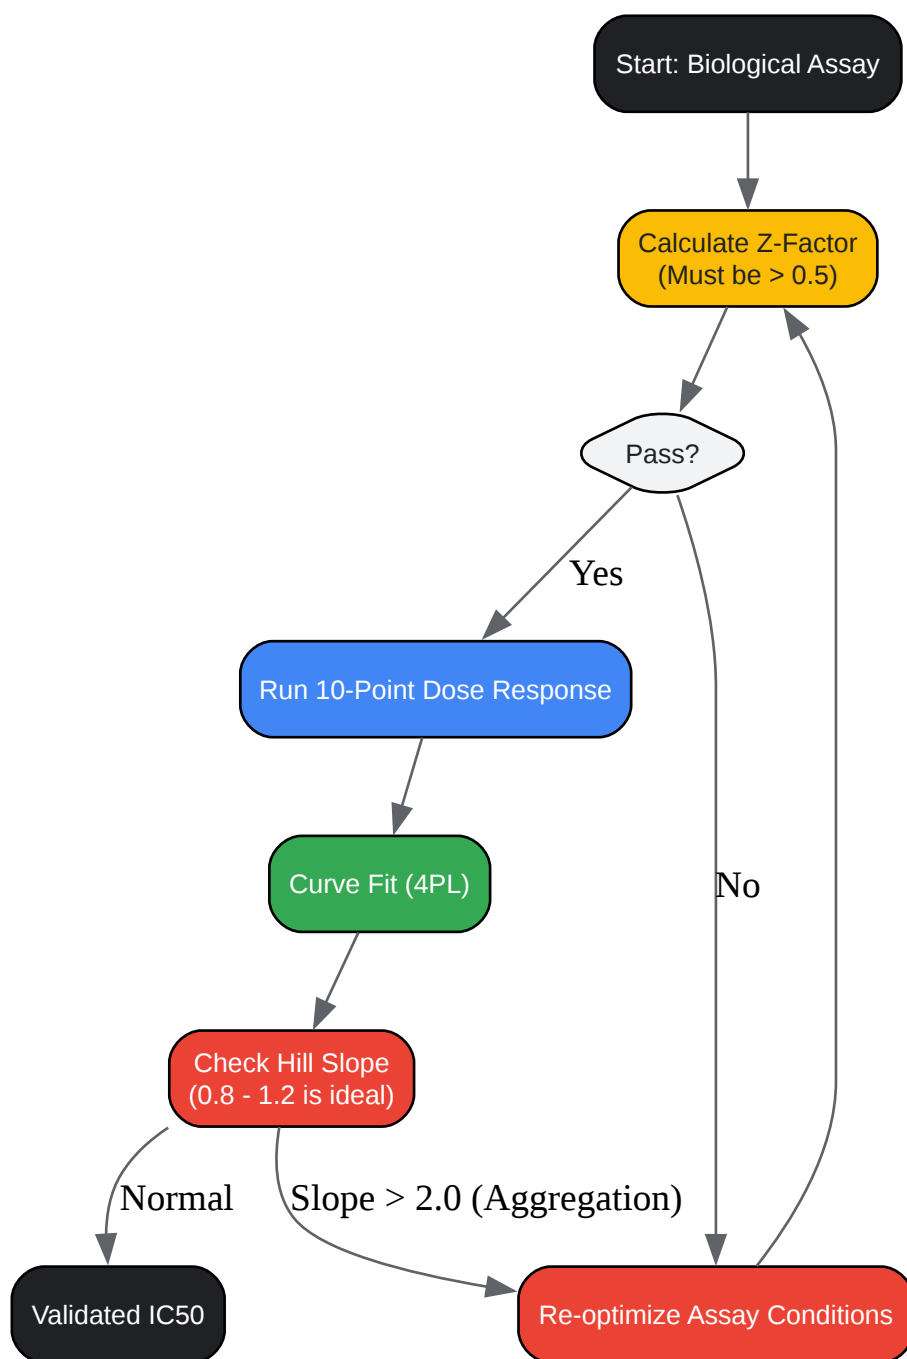 Start: Biological Assay
Calculate Z-Factor
(Must be > 0.5)
Pass?
Yes
Run 10-Point Dose Response
Curve Fit (4PL)
No
Check Hill Slope
(0.8 - 1.2 is ideal)
Normal
Slope > 2.0 (Aggregation)
Validated IC50
Re-optimize Assay Conditions